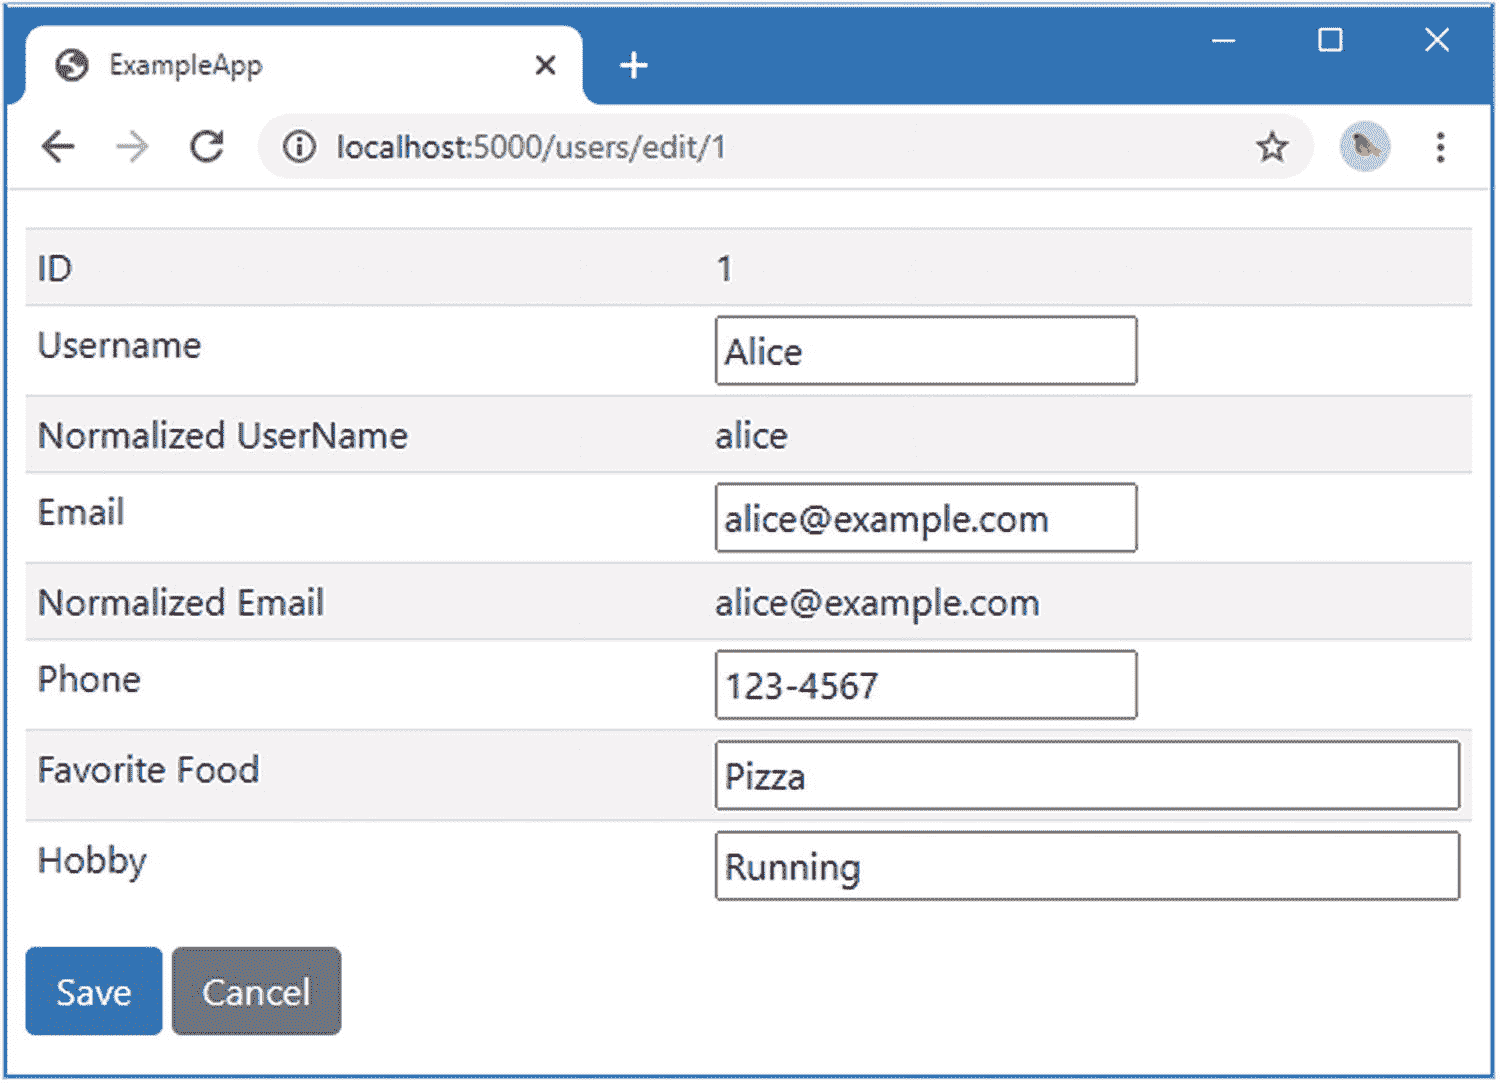 ExampleApp
localhost:5000/users/edit/1
ID 1
Username Alice
Normalized UserName alice
Email alice@example.com
Normalized Email alice@example.com
Phone 123-4567
Favorite Food Pizza
Hobby Running
Save Cancel